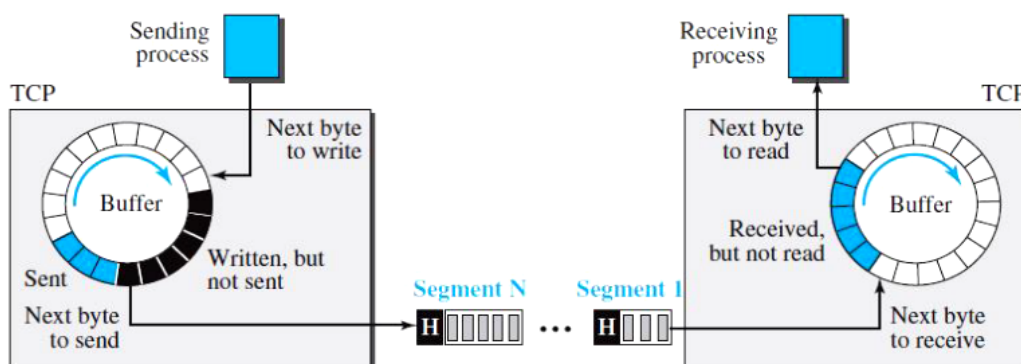 Sending
process
Receiving
process
TCP
TCP
Next byte
to write
Next byte
to read
Buffer
Buffer
Written, but
not sent
Received,
but not read
Sent
Segment N
Segment 1
Next byte
to send
H
...
H
Next byte
to receive